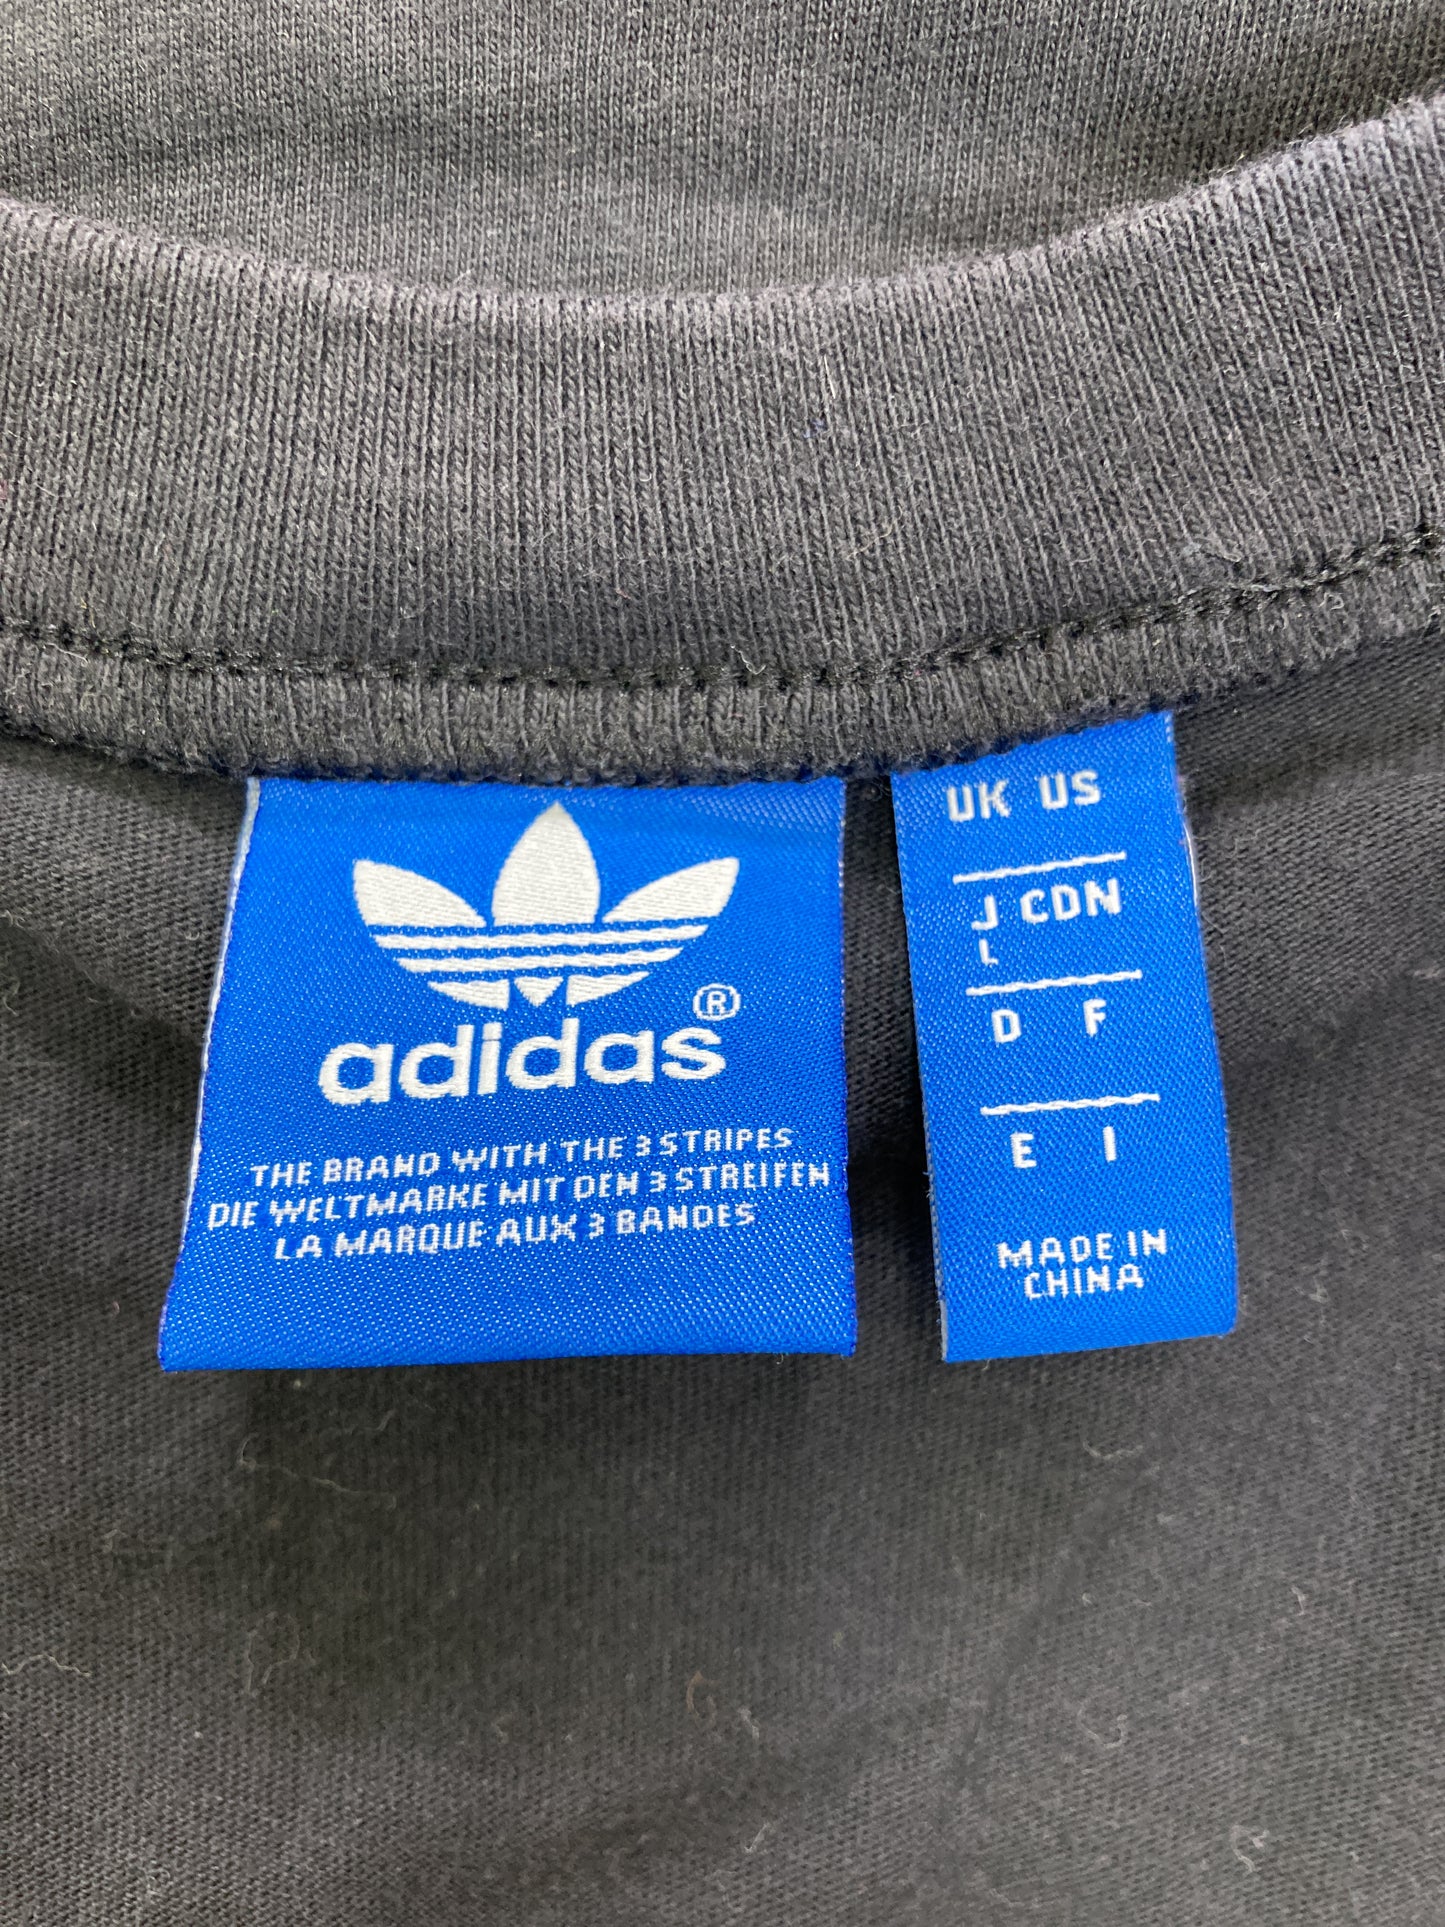 ®
adidas
THE BRAND WITH THE 3 STRIPES
DIE WELTMARKE MIT DEN 3 STREIFEN
LA MARQUE AUX 3 BANDES
UK US
J CDN
L
D F
E I
MADE IN
CHINA